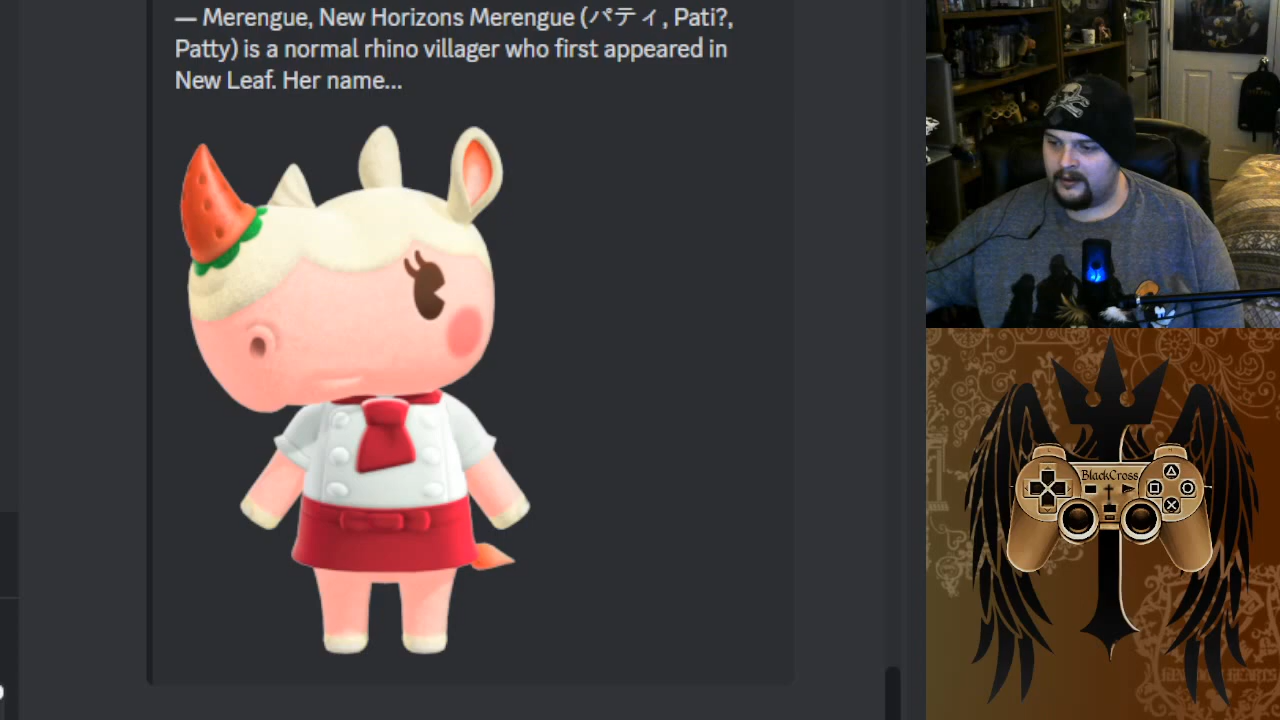 — Merengue, New Horizons Merengue (パティ, Pati?,
Patty) is a normal rhino villager who first appeared in
New Leaf. Her name...
BlackCross